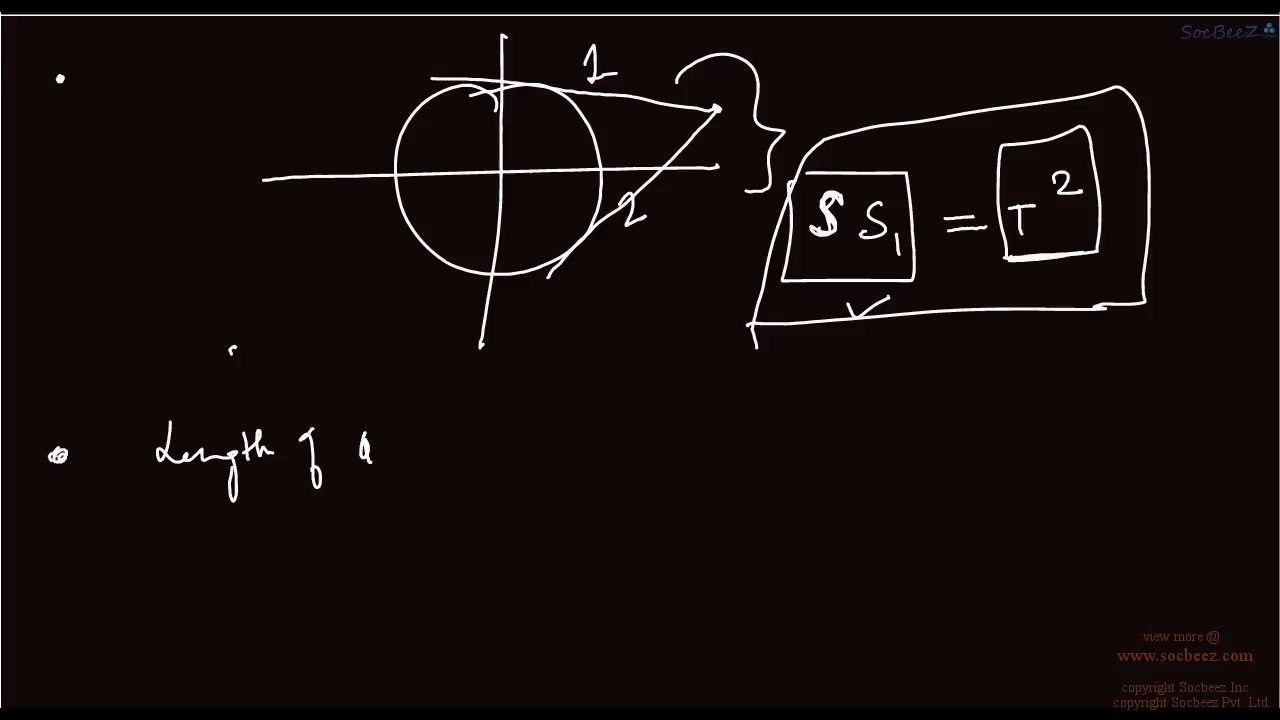 SocBeeZ.com
1
2
S S₁ = T²
Length of a
view more @
www.socbeez.com
copyright Socbeez Inc.
copyright Socbeez Pvt. Ltd.